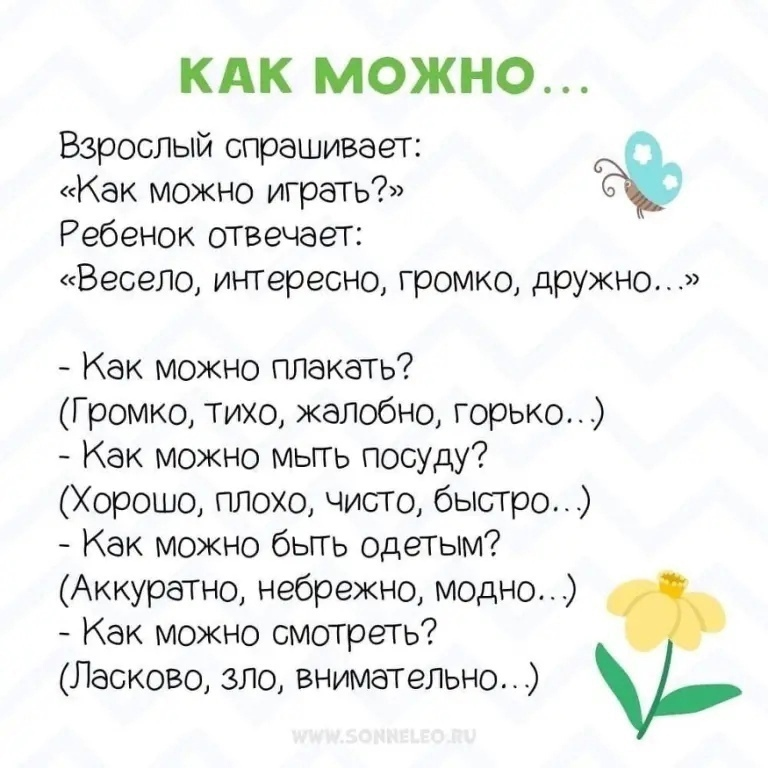 КАК МОЖНО...
Взрослый спрашивает:
«Как можно играть?»
Ребенок отвечает:
«Весело, интересно, громко, дружно...»
- Как можно плакать?
(Громко, тихо, жалобно, горько...)
- Как можно мыть посуду?
(Хорошо, плохо, чисто, быстро...)
- Как можно быть одетым?
(Аккуратно, небрежно, модно...)
- Как можно смотреть?
(Ласково, зло, внимательно...)
WWW.SONNELEO.RU